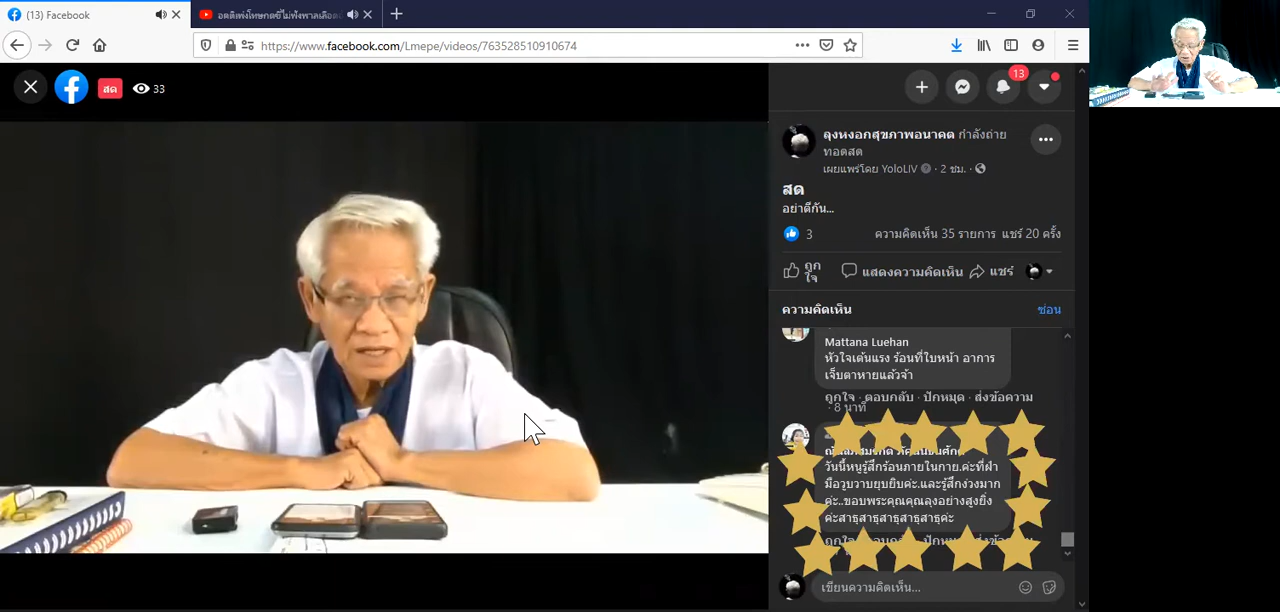 (13) Facebook
https://www.facebook.com/Lmepe/videos/763528510910674
สด
33
13
ลุงหงอกสุขภาพอนาคต กำลังถ่าย
ทอดสด
เผยแพร่โดย YoloLIV
· 2 ชม. ·
สด
อย่าตีกัน...
3
ความคิดเห็น 35 รายการ แชร์ 20 ครั้ง
ถูก
ใจ
แสดงความคิดเห็น
แชร์
ความคิดเห็น
ซ่อน
Mattana Luehan
หัวใจเต้นแรง ร้อนที่ใบหน้า อาการ
เจ็บตาหายแล้วจ้า
ถูกใจ · ตอบกลับ · ปักหมุด · ส่งข้อความ
· 8 นาที
วันนี้หนูรู้สึกร้อนภายในกาย.ค่ะที่ฝ่า
มือวูบวาบยุบยิบค่ะ.และรู้สึกง่วงมาก
ค่ะ..ขอบพระคุณคุณลุงอย่างสูงยิ่ง
ค่ะสาธุสาธุสาธุสาธุสาธุค่ะ
เขียนความคิดเห็น...